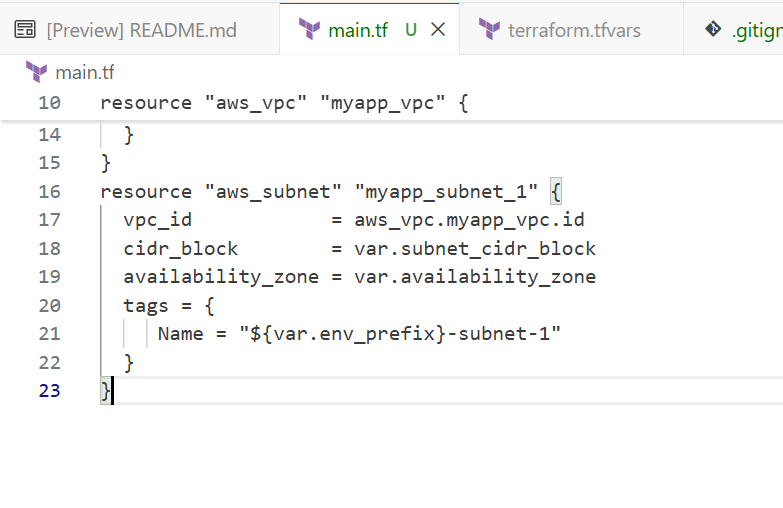 [Preview] README.md main.tf U terraform.tfvars .gitign
main.tf
10 resource "aws_vpc" "myapp_vpc" {
14 }
15 }
16 resource "aws_subnet" "myapp_subnet_1" {
17 vpc_id = aws_vpc.myapp_vpc.id
18 cidr_block = var.subnet_cidr_block
19 availability_zone = var.availability_zone
20 tags = {
21 Name = "${var.env_prefix}-subnet-1"
22 }
23 }